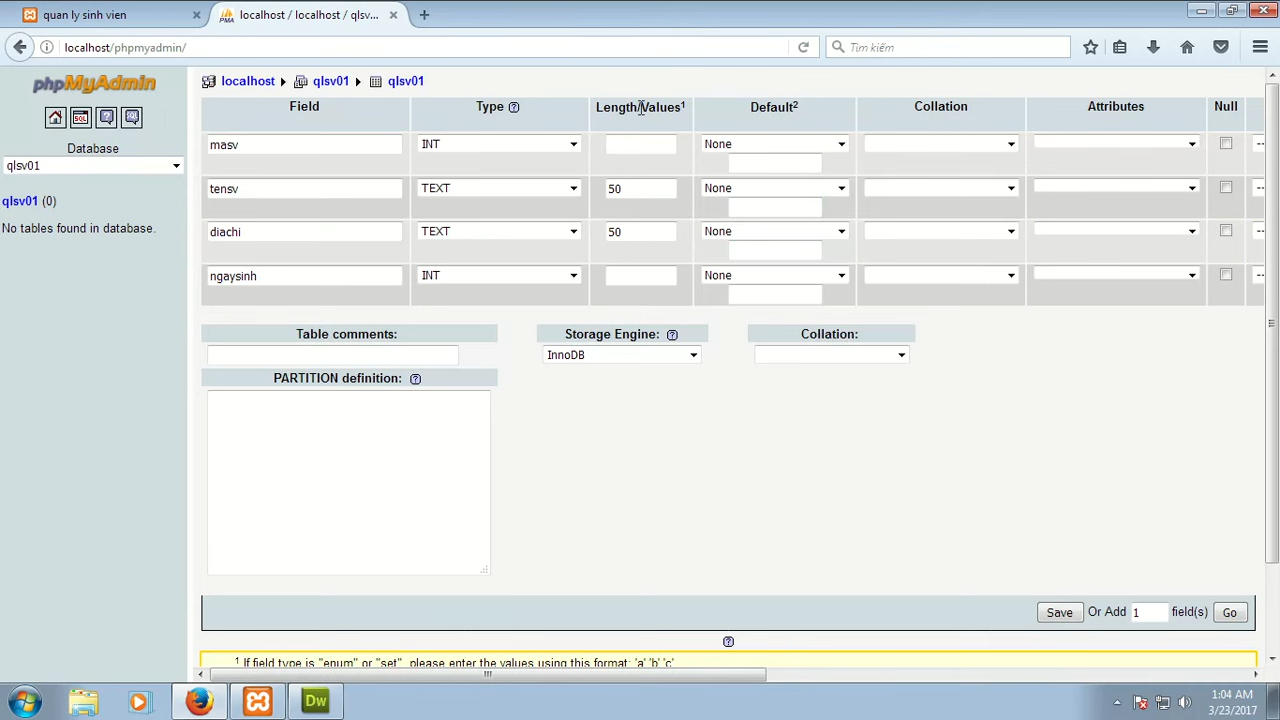 quan ly sinh vien
localhost / localhost / qlsv...
localhost/phpmyadmin/
Tìm kiếm
phpMyAdmin
localhost qlsv01 qlsv01
Database
qlsv01
qlsv01 (0)
No tables found in database.
Field Type Length/Values1 Default2 Collation Attributes Null
masv INT None
tensv TEXT 50 None
diachi TEXT 50 None
ngaysinh INT None
Table comments: Storage Engine: Collation:
InnoDB
PARTITION definition:
Save Or Add 1 field(s) Go
1 If field type is "enum" or "set", please enter the values using this format: 'a','b','c'
Dw
1:04 AM
3/23/2017